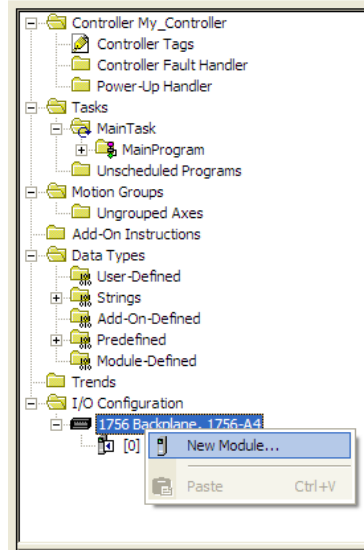 Controller My_Controller
Controller Tags
Controller Fault Handler
Power-Up Handler
Tasks
MainTask
MainProgram
Unscheduled Programs
Motion Groups
Ungrouped Axes
Add-On Instructions
Data Types
User-Defined
Strings
Add-On-Defined
Predefined
Module-Defined
Trends
I/O Configuration
1756 Backplane, 1756-A4
[0]
New Module...
Paste Ctrl+V